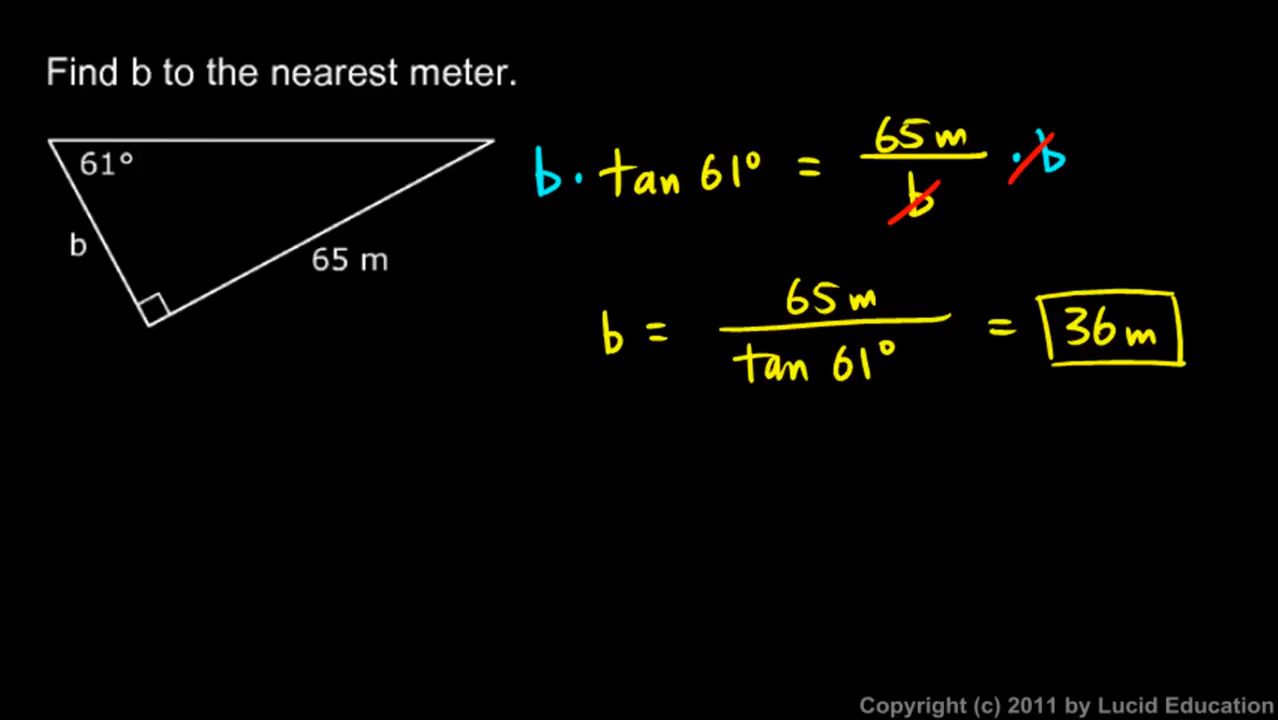 Find b to the nearest meter.
61°
b
65 m
b · tan 61° = 65 m / b · b
b = 65 m / tan 61° = 36 m
Copyright (c) 2011 by Lucid Education